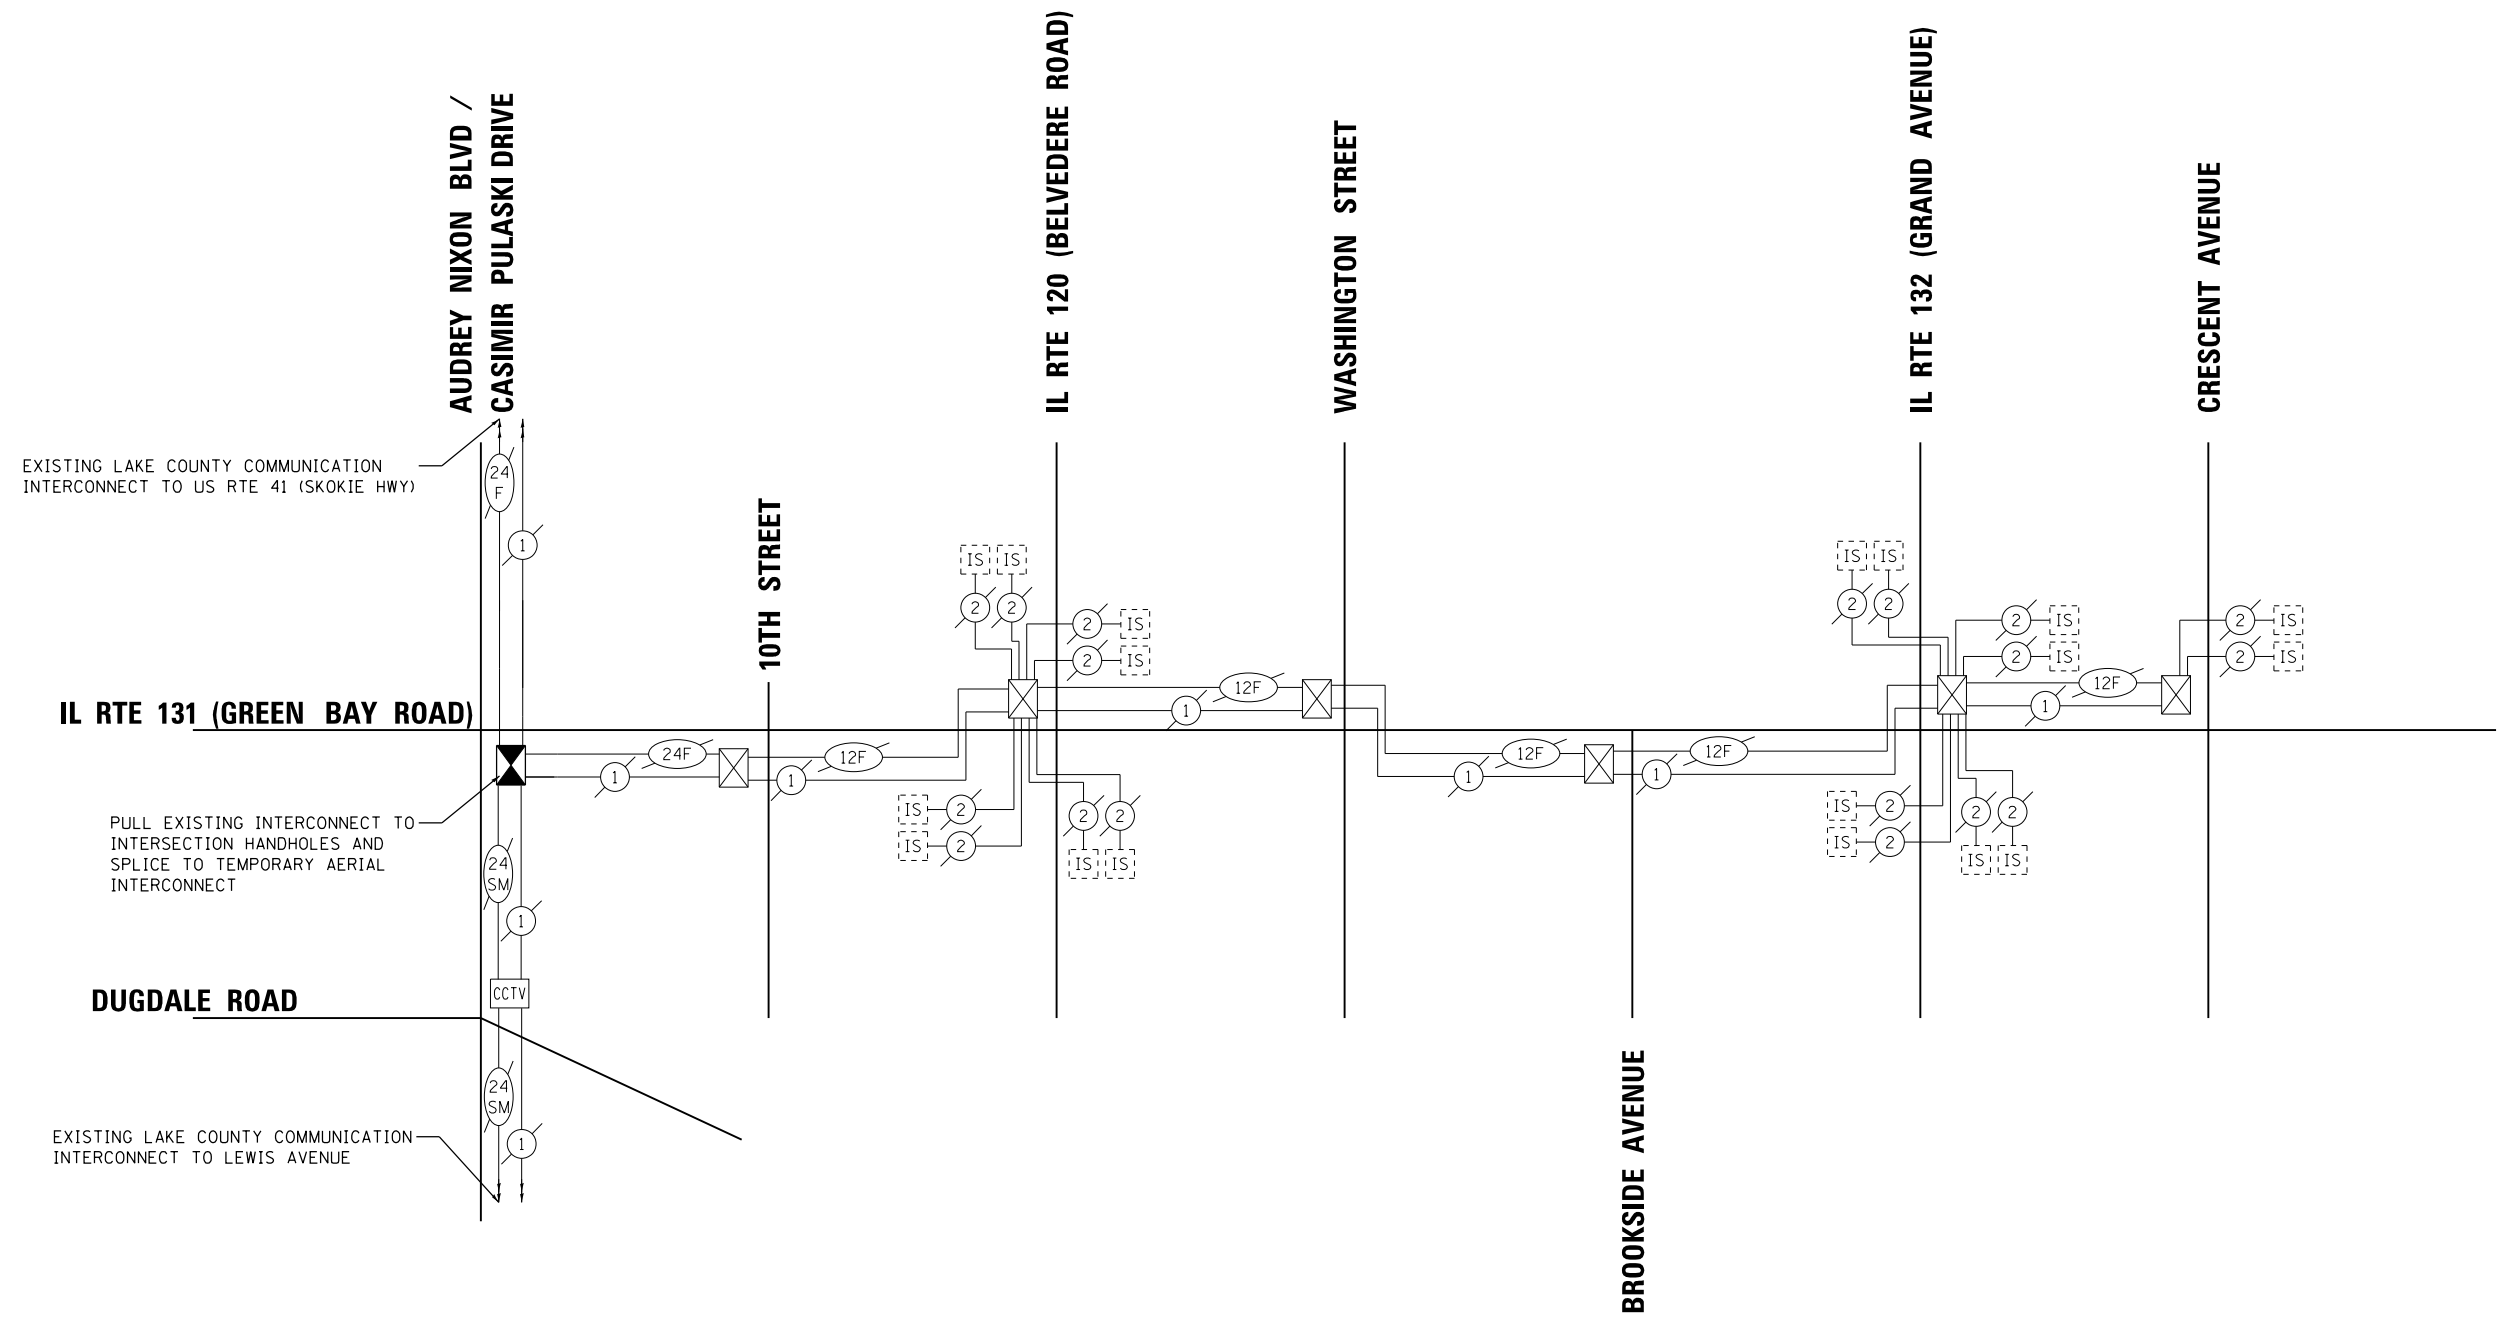 AUDREY NIXON BLVD /
CASIMIR PULASKI DRIVE
IL RTE 120 (BELVEDERE ROAD)
WASHINGTON STREET
IL RTE 132 (GRAND AVENUE)
CRESCENT AVENUE
10TH STREET
EXISTING LAKE COUNTY COMMUNICATION
INTERCONNECT TO US RTE 41 (SKOKIE HWY)
24
F
1
IS IS
IS IS
2 2
2 IS
2 IS
2 2
2 IS
2 IS
2 IS
2 IS
IL RTE 131 (GREEN BAY ROAD)
12F
1
12F
1
24F
1
12F
1
12F
1
12F
1
PULL EXISTING INTERCONNECT TO
INTERSECTION HANDHOLES AND
SPLICE TO TEMPORARY AERIAL
INTERCONNECT
IS 2
IS 2
2 2
IS IS
IS 2
IS 2
2 2
IS IS
24
SM
1
CCTV
DUGDALE ROAD
24
SM
1
EXISTING LAKE COUNTY COMMUNICATION
INTERCONNECT TO LEWIS AVENUE
BROOKSIDE AVENUE